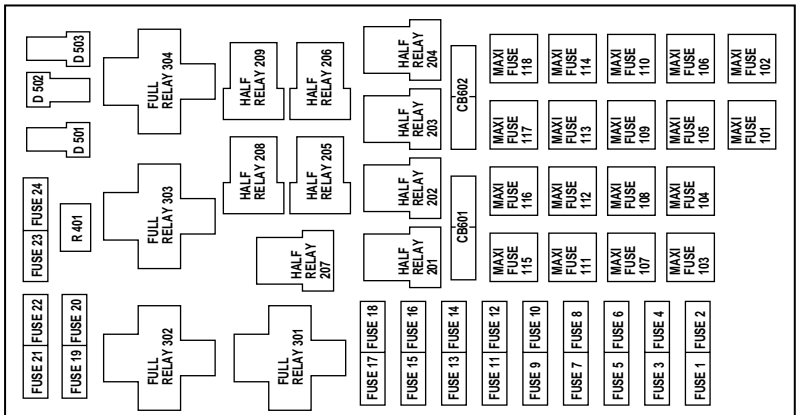 D 503
D 502
D 501
FULL
RELAY 304
HALF
RELAY 209
HALF
RELAY 206
HALF
RELAY
204
CB602
MAXI
FUSE
118
MAXI
FUSE
114
MAXI
FUSE
110
MAXI
FUSE
106
MAXI
FUSE
102
HALF
RELAY
203
MAXI
FUSE
117
MAXI
FUSE
113
MAXI
FUSE
109
MAXI
FUSE
105
MAXI
FUSE
101
FUSE 24
FUSE 23
R 401
FULL
RELAY 303
HALF
RELAY 208
HALF
RELAY 205
HALF
RELAY
202
CB601
MAXI
FUSE
116
MAXI
FUSE
112
MAXI
FUSE
108
MAXI
FUSE
104
HALF
RELAY
207
HALF
RELAY
201
MAXI
FUSE
115
MAXI
FUSE
111
MAXI
FUSE
107
MAXI
FUSE
103
FUSE 22
FUSE 21
FUSE 20
FUSE 19
FULL
RELAY 302
FULL
RELAY 301
FUSE 18
FUSE 17
FUSE 16
FUSE 15
FUSE 14
FUSE 13
FUSE 12
FUSE 11
FUSE 10
FUSE 9
FUSE 8
FUSE 7
FUSE 6
FUSE 5
FUSE 4
FUSE 3
FUSE 2
FUSE 1